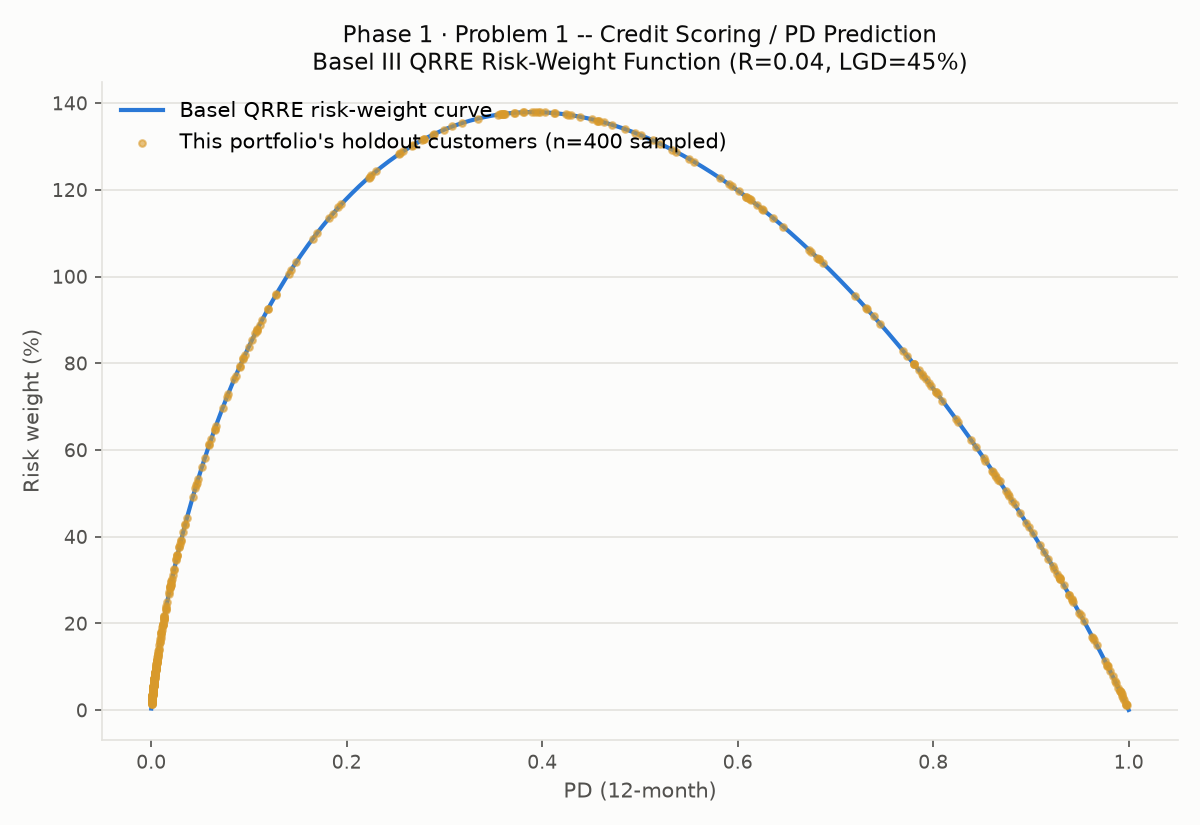 Phase 1 · Problem 1 -- Credit Scoring / PD Prediction
Basel III QRRE Risk-Weight Function (R=0.04, LGD=45%)
Basel QRRE risk-weight curve
This portfolio's holdout customers (n=400 sampled)
Risk weight (%)
140
120
100
80
60
40
20
0
0.0 0.2 0.4 0.6 0.8 1.0
PD (12-month)